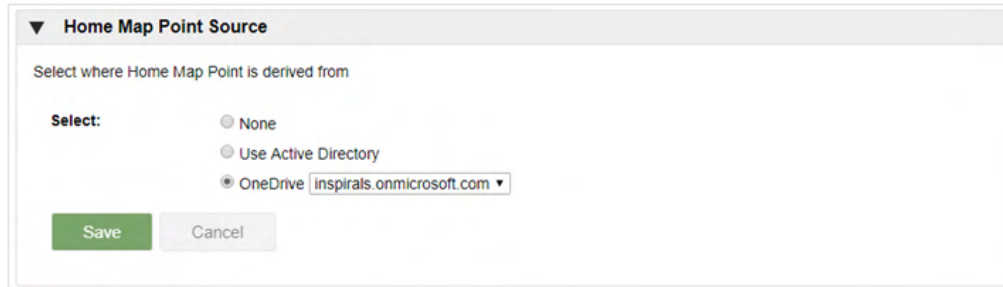 Home Map Point Source
Select where Home Map Point is derived from
Select:
None
Use Active Directory
OneDrive inspirals.onmicrosoft.com
Save Cancel